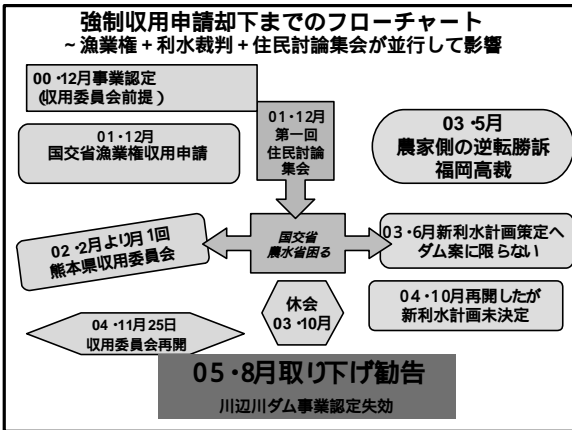 強制収用申請却下までのフローチャート
~漁業権+利水裁判+住民討論集会が並行して影響
00・12月事業認定
(収用委員会前提)
01・12月
国交省漁業権収用申請
01・12月
第一回
住民討論
集会
03・5月
農家側の逆転勝訴
福岡高裁
02・2月より月1回
熊本県収用委員会
国交省
農水省困る
03・6月新利水計画策定へ
ダム案に限らない
04・11月25日
収用委員会再開
休会
03・10月
04・10月再開したが
新利水計画未決定
05・8月取り下げ勧告
川辺川ダム事業認定失効